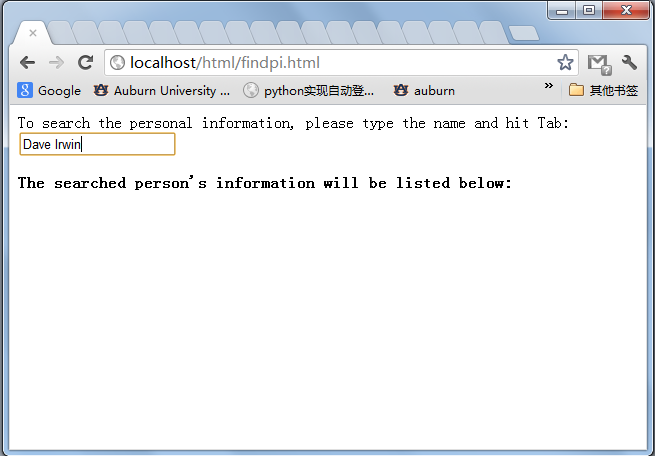 localhost/html/findpi.html
Google Auburn University ... python实现自动登... auburn » 其他书签
To search the personal information, please type the name and hit Tab:
Dave Irwin
The searched person's information will be listed below: